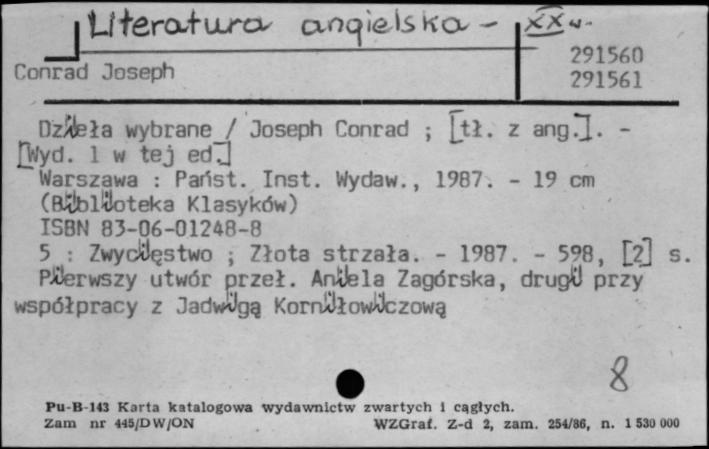 Literatura angielska - XX w.
291560
Conrad Joseph
291561
Dzieła wybrane / Joseph Conrad ; [tł. z ang.]. -
[Wyd. 1 w tej ed.]
Warszawa : Państ. Inst. Wydaw., 1987. - 19 cm
(Biblioteka Klasyków)
ISBN 83-06-01248-8
5 : Zwycięstwo ; Złota strzała. - 1987. - 598, [2] s.
Pierwszy utwór przeł. Aniela Zagórska, drugi przy
współpracy z Jadwigą Korniłowiczową
8
Pu-B-143 Karta katalogowa wydawnictw zwartych i ciągłych.
Zam nr 445/DW/ON WZGraf. Z-d 2, zam. 254/86, n. 1 530 000